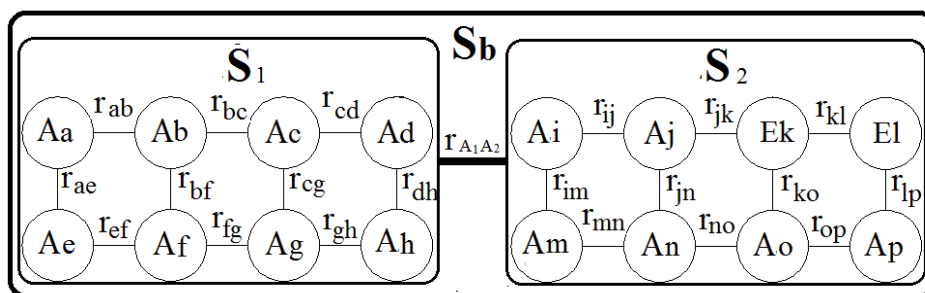 Sb
S1 S2
rab rbc rcd rij rjk rkl
Aa Ab Ac Ad rA1A2 Ai Aj Ek El
rae rbf rcg rdh rim rjn rko rlp
ref rfg rgh rmn rno rop
Ae Af Ag Ah Am An Ao Ap